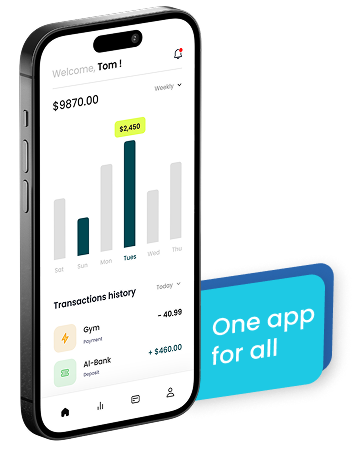 Welcome, Tom !
$9870.00
Weekly
$2,450
Sat Sun Mon Tues Wed Thu
Transactions history
Today
Gym
- 40.99
Payment
Al-Bank
+ $460.00
Deposit
One app
for all